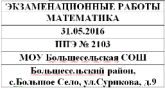 ЭКЗАМЕНАЦИОННЫЕ РАБОТЫ
МАТЕМАТИКА
31.05.2016
ППЭ № 2103
МОУ Большесельская СОШ
Большесельский район,
с.Большое Село, ул.Сурикова, д.9